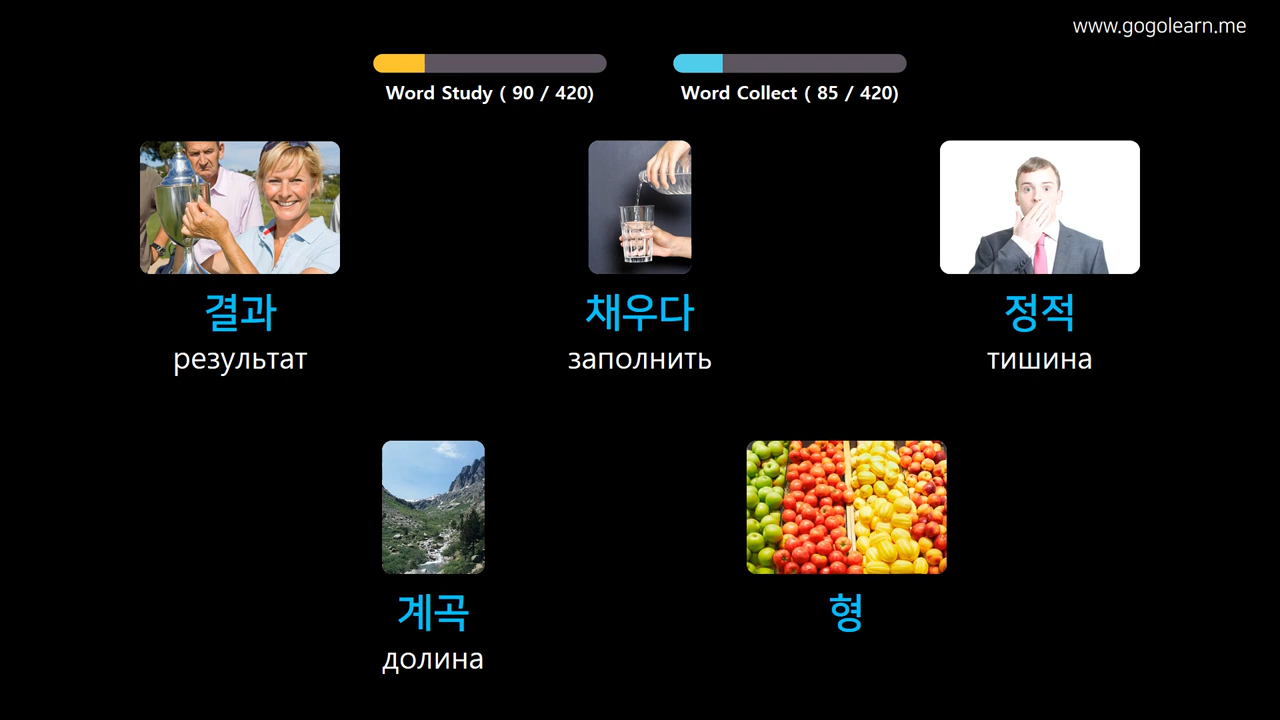 www.gogolearn.me
Word Study ( 90 / 420)
Word Collect ( 85 / 420)
결과
результат
채우다
заполнить
정적
тишина
계곡
долина
형